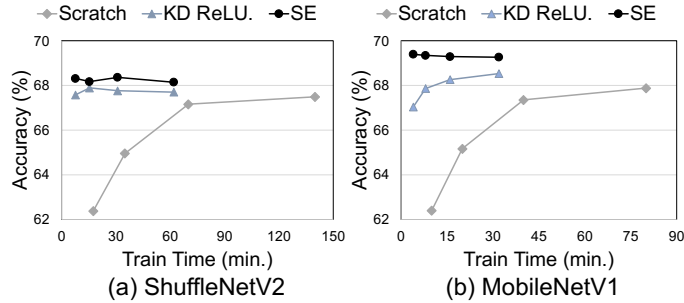 Scratch KD ReLU. SE
Accuracy (%)
70
68
66
64
62
0 30 60 90 120 150
Train Time (min.)
(a) ShuffleNetV2
Scratch KD ReLU. SE
Accuracy (%)
70
68
66
64
62
0 15 30 45 60 75 90
Train Time (min.)
(b) MobileNetV1